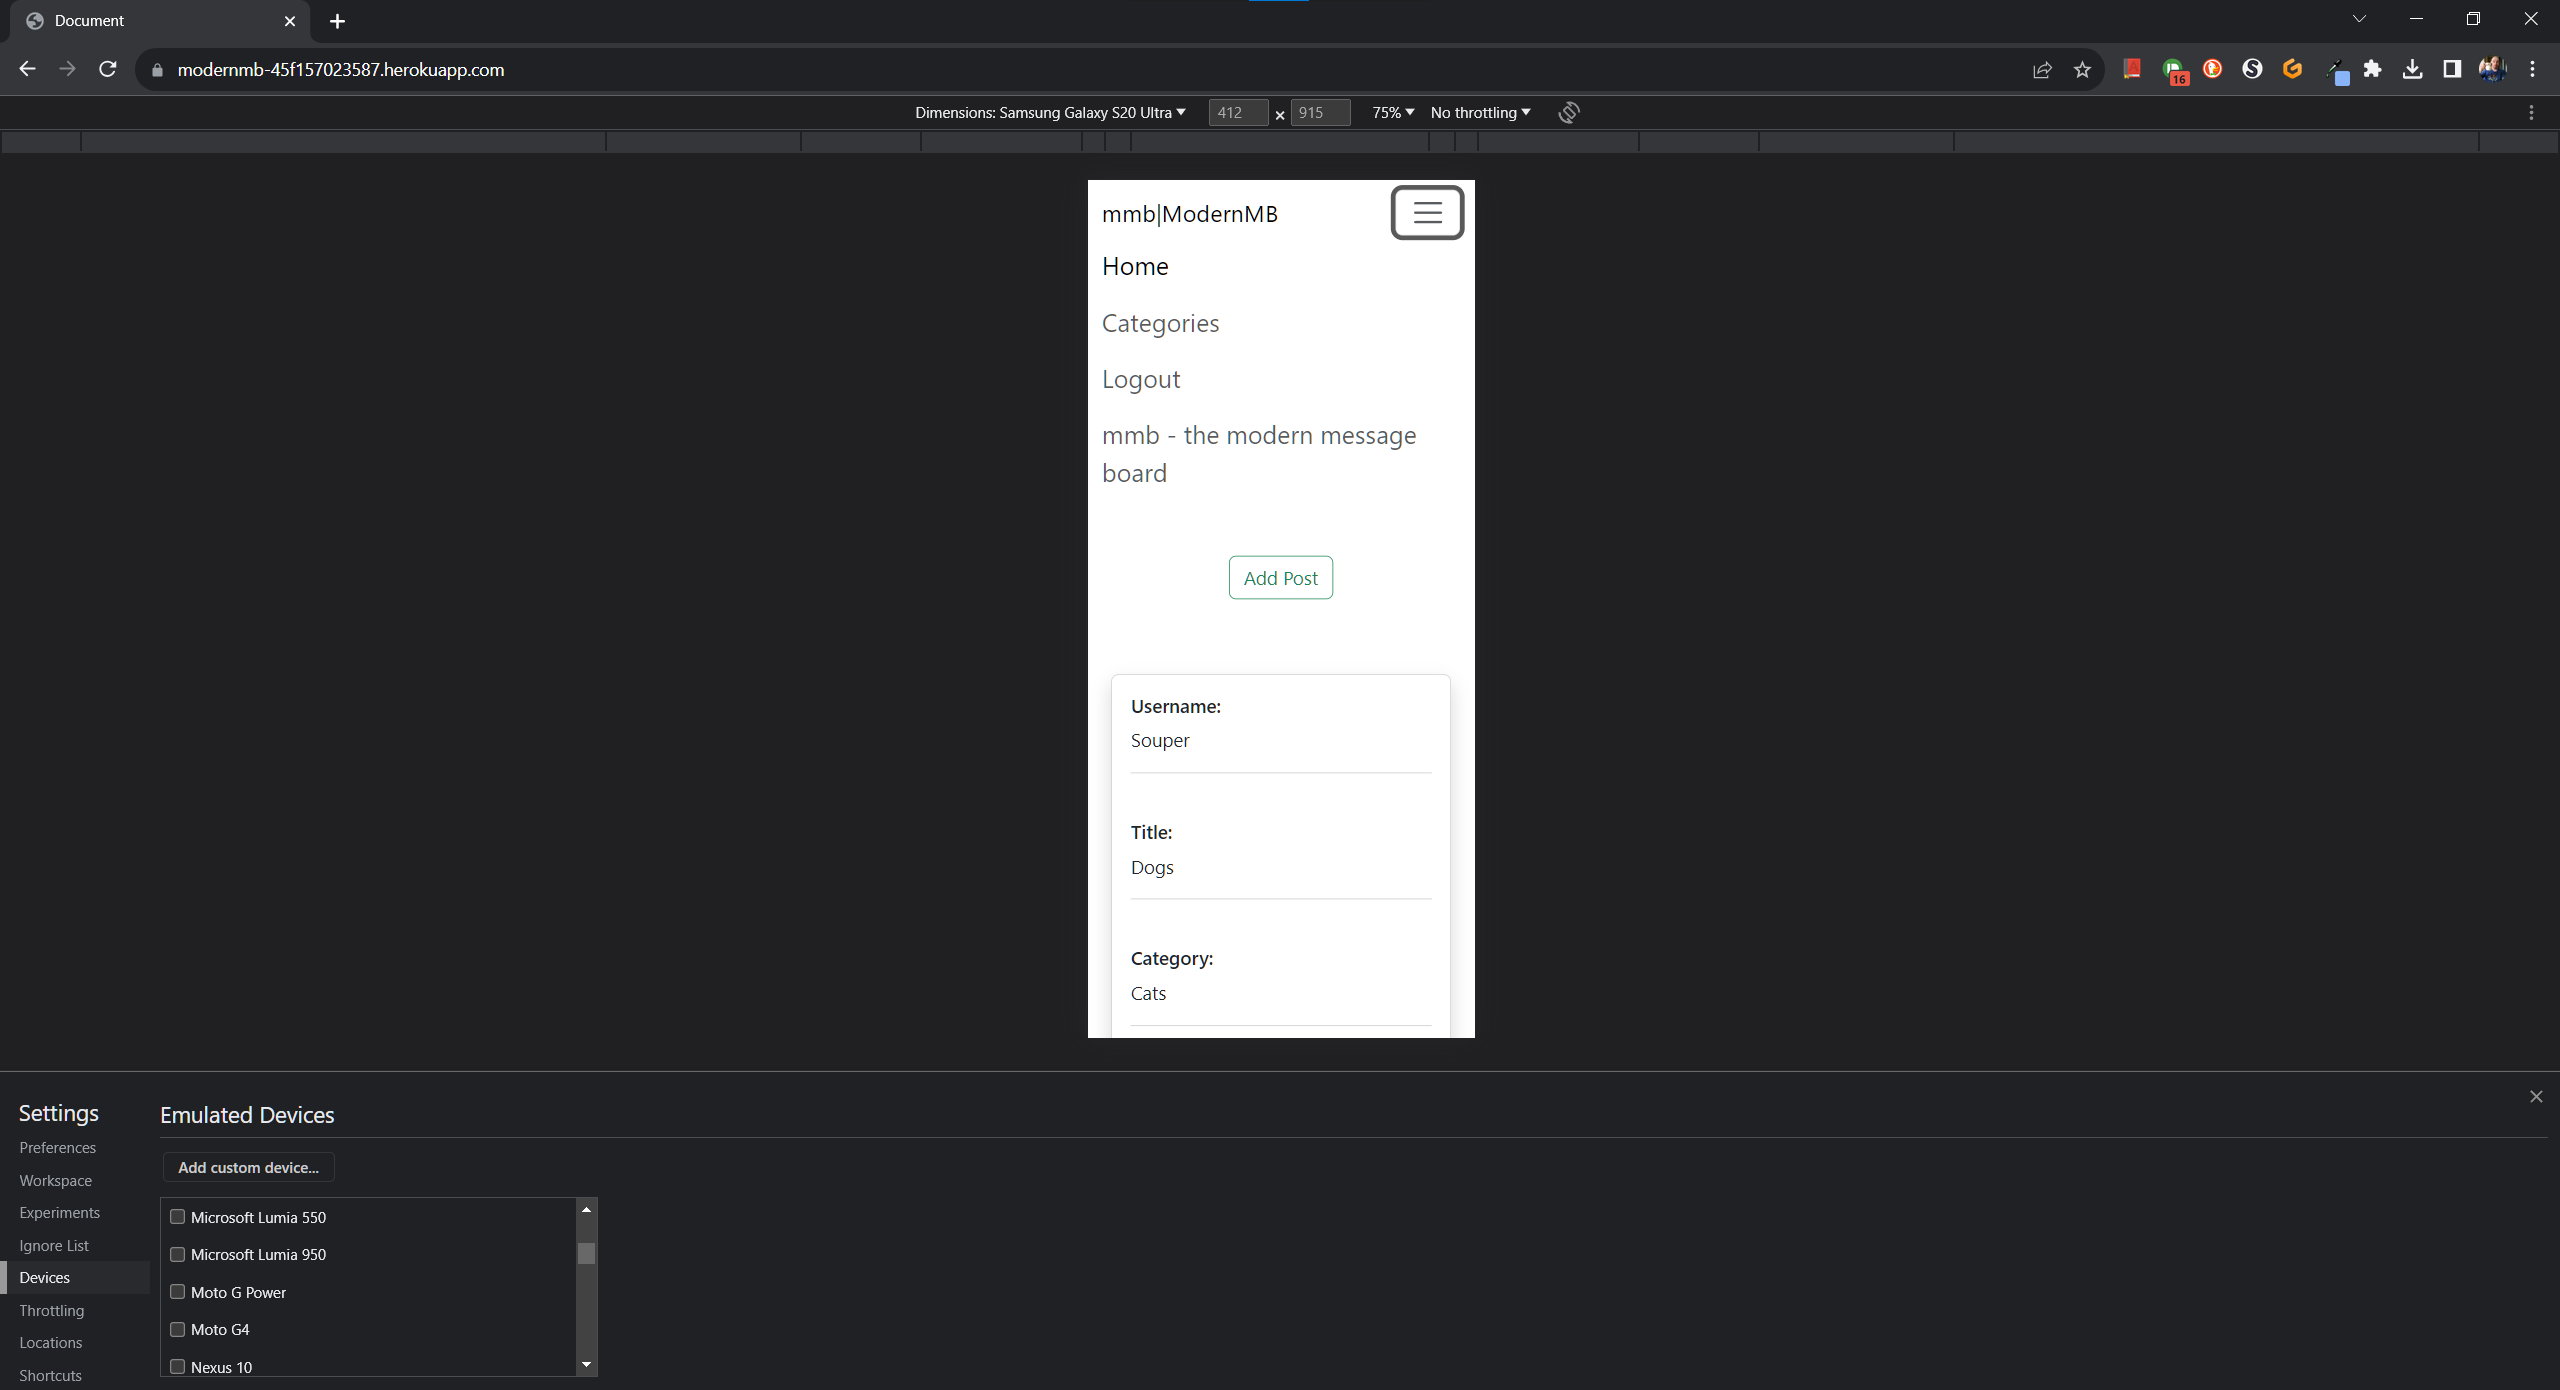 Document
modernmb-45f157023587.herokuapp.com
16
Dimensions: Samsung Galaxy S20 Ultra 412 × 915 75% No throttling
mmb|ModernMB
Home
Categories
Logout
mmb - the modern message
board
Add Post
Username:
Souper
Title:
Dogs
Category:
Cats
Settings
Preferences
Workspace
Experiments
Ignore List
Devices
Throttling
Locations
Shortcuts
Emulated Devices
Add custom device...
Microsoft Lumia 550
Microsoft Lumia 950
Moto G Power
Moto G4
Nexus 10